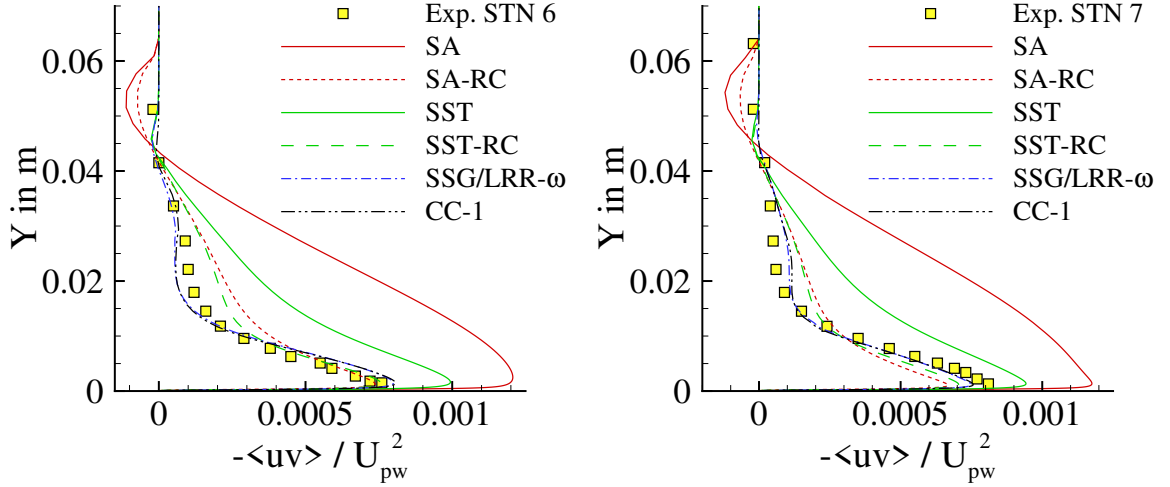 Exp. STN 6
SA
SA-RC
SST
SST-RC
SSG/LRR-ω
CC-1
Y in m
0.06
0.04
0.02
0
0
0.0005
0.001
-<uv> / U_pw^2
Exp. STN 7
SA
SA-RC
SST
SST-RC
SSG/LRR-ω
CC-1
Y in m
0.06
0.04
0.02
0
0
0.0005
0.001
-<uv> / U_pw^2